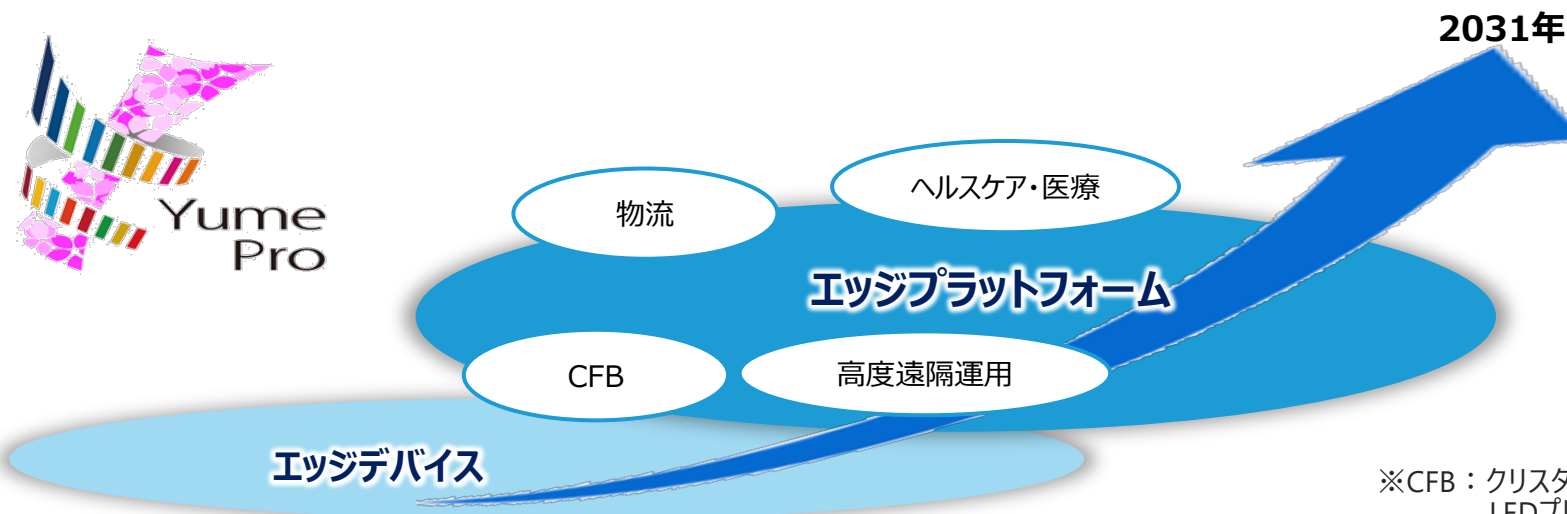 2031年
Yume
Pro
ヘルスケア・医療
物流
エッジプラットフォーム
CFB
高度遠隔運用
エッジデバイス
※CFB：クリスタ